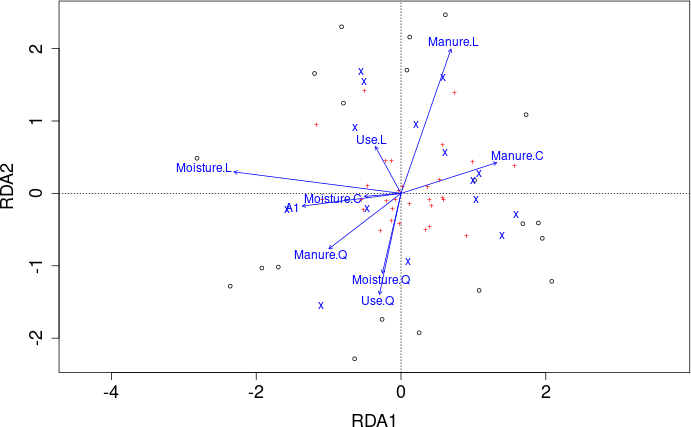 2
Manure.L
1
Use.L
Manure.C
Moisture.L
RDA2
0
Moisture.C
A1
Manure.Q
-1
Moisture.Q
Use.Q
-2
-4 -2 0 2
RDA1